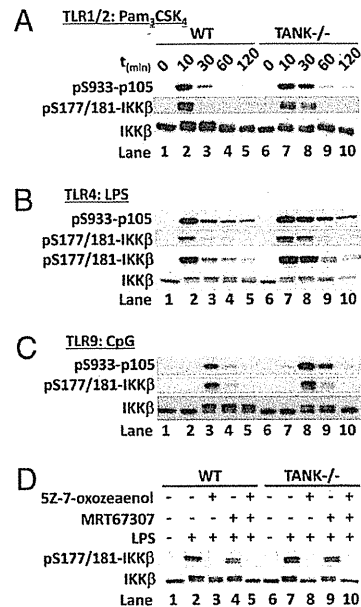 A TLR1/2: Pam3CSK4
WT TANK-/-
t(min) 0 10 30 60 120 0 10 30 60 120
pS933-p105
pS177/181-IKKβ
IKKβ
Lane 1 2 3 4 5 6 7 8 9 10
B TLR4: LPS
pS933-p105
pS177/181-IKKβ
pS177/181-IKKβ
IKKβ
Lane 1 2 3 4 5 6 7 8 9 10
C TLR9: CpG
pS933-p105
pS177/181-IKKβ
IKKβ
Lane 1 2 3 4 5 6 7 8 9 10
D WT TANK-/-
5Z-7-oxozeaenol - - + - + - - + - +
MRT67307 - - - + + - - - + +
LPS - + + + + - + + + +
pS177/181-IKKβ
IKKβ
Lane 1 2 3 4 5 6 7 8 9 10